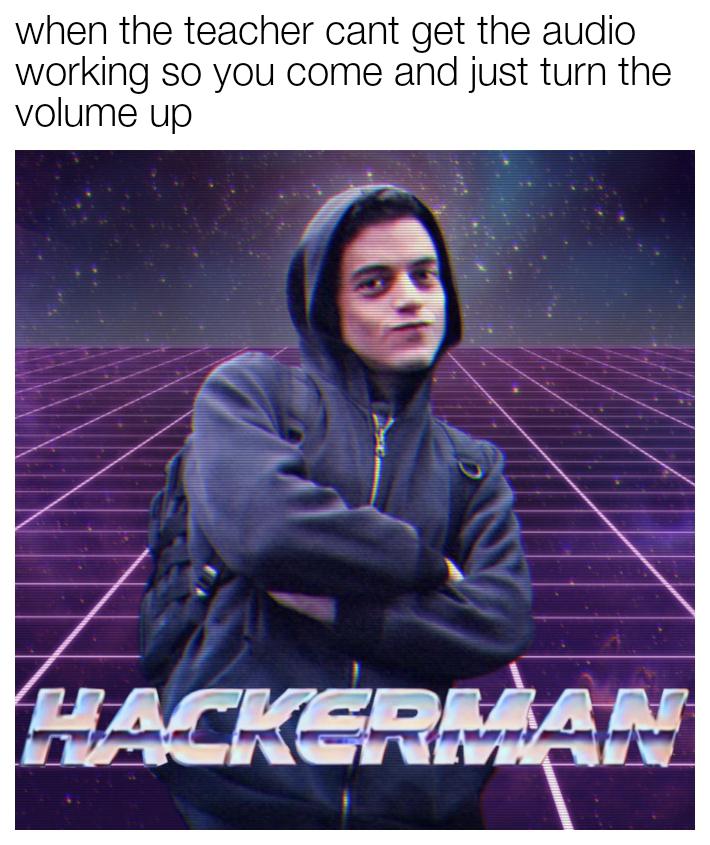 when the teacher cant get the audio
working so you come and just turn the
volume up
HACKERMAN